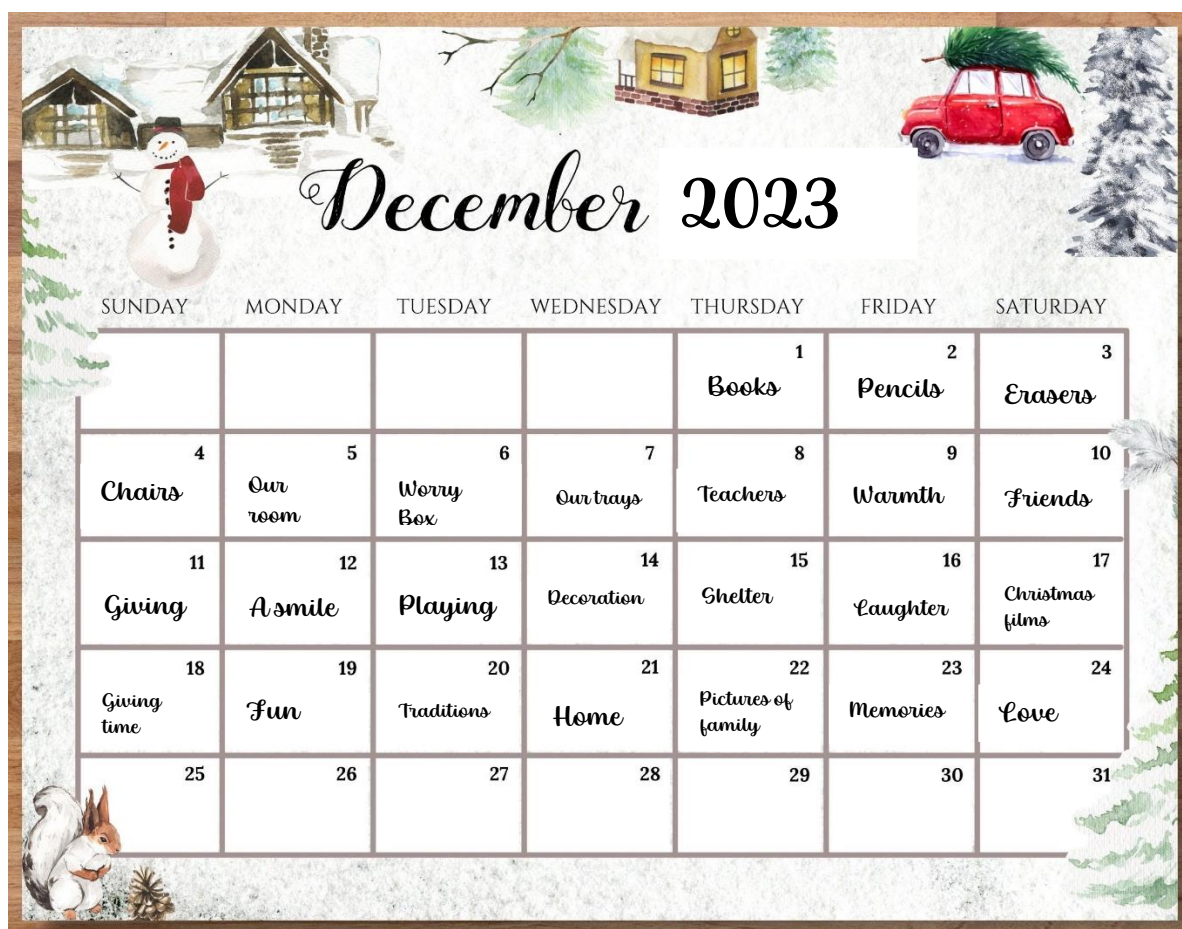 December 2023
SUNDAY MONDAY TUESDAY WEDNESDAY THURSDAY FRIDAY SATURDAY
1 2 3
Books Pencils Erasers
4 5 6 7 8 9 10
Chairs Our room Worry Box Our trays Teachers Warmth Friends
11 12 13 14 15 16 17
Giving A smile Playing Decoration Shelter Laughter Christmas films
18 19 20 21 22 23 24
Giving time Fun Traditions Home Pictures of family Memories Love
25 26 27 28 29 30 31